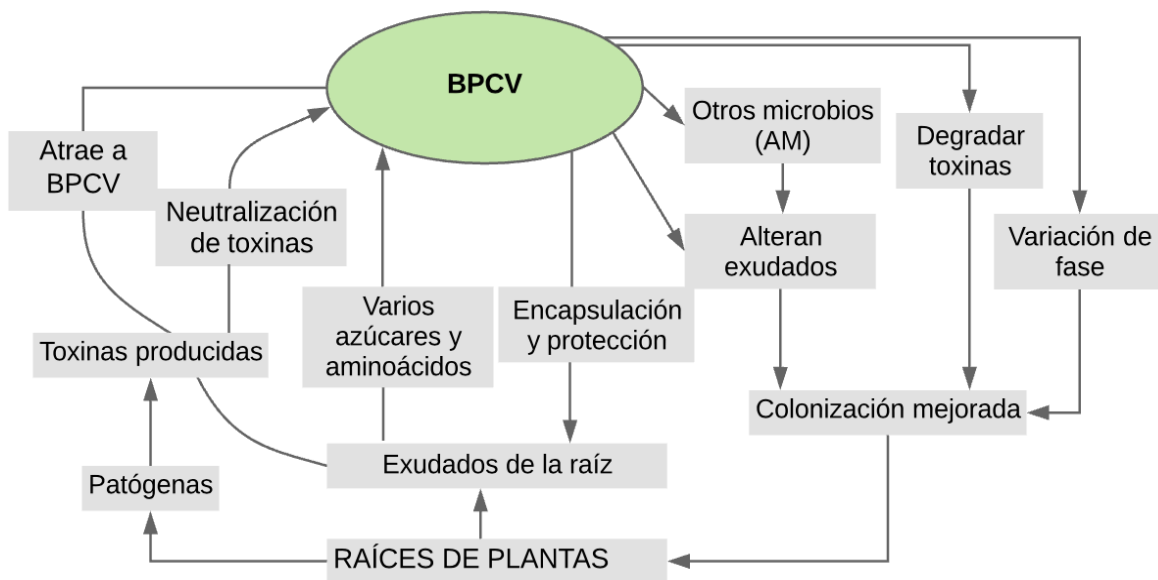 BPCV
Otros microbios
(AM)
Degradar
toxinas
Atrae a
BPCV
Neutralización
de toxinas
Alteran
exudados
Variación de
fase
Varios
azúcares y
aminoácidos
Encapsulación
y protección
Toxinas producidas
Colonización mejorada
Exudados de la raíz
Patógenas
RAÍCES DE PLANTAS